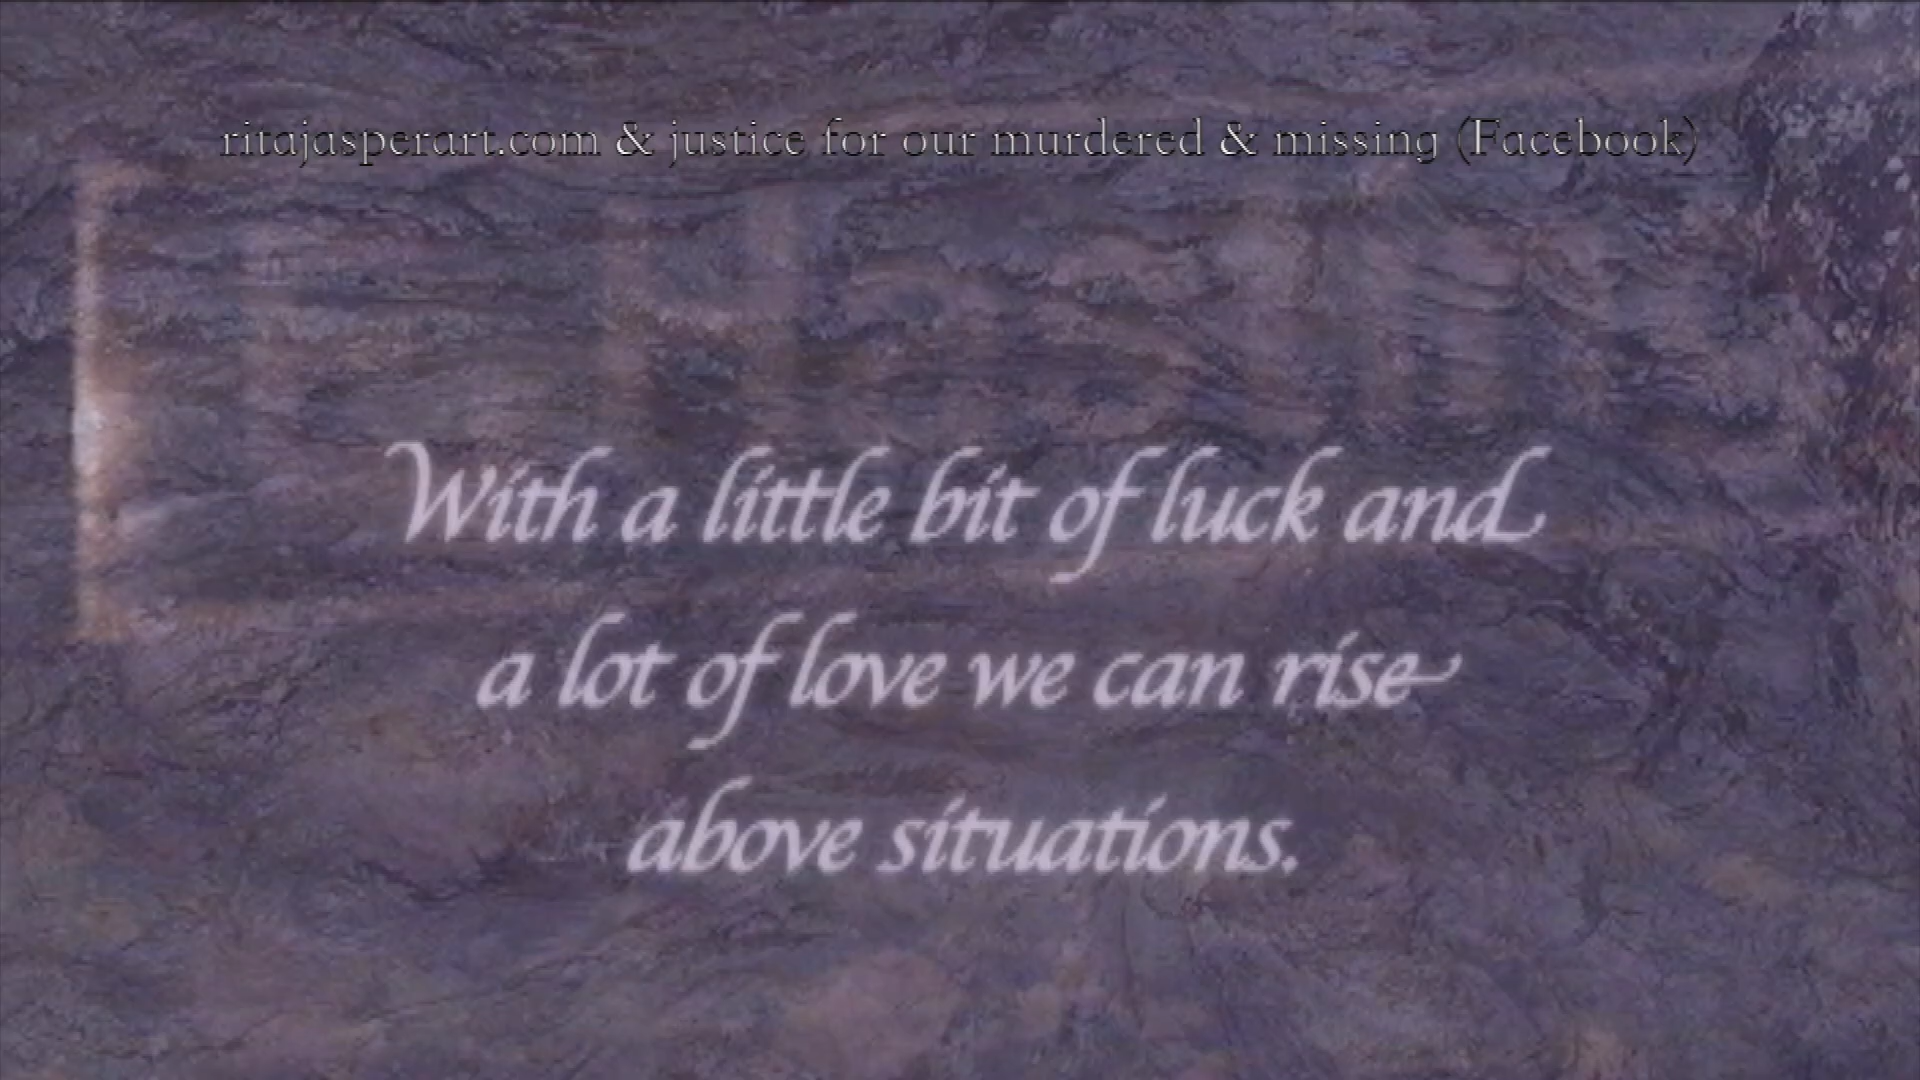 ritajasperart.com & justice for our murdered & missing (Facebook)
With a little bit of luck and
a lot of love we can rise
above situations.